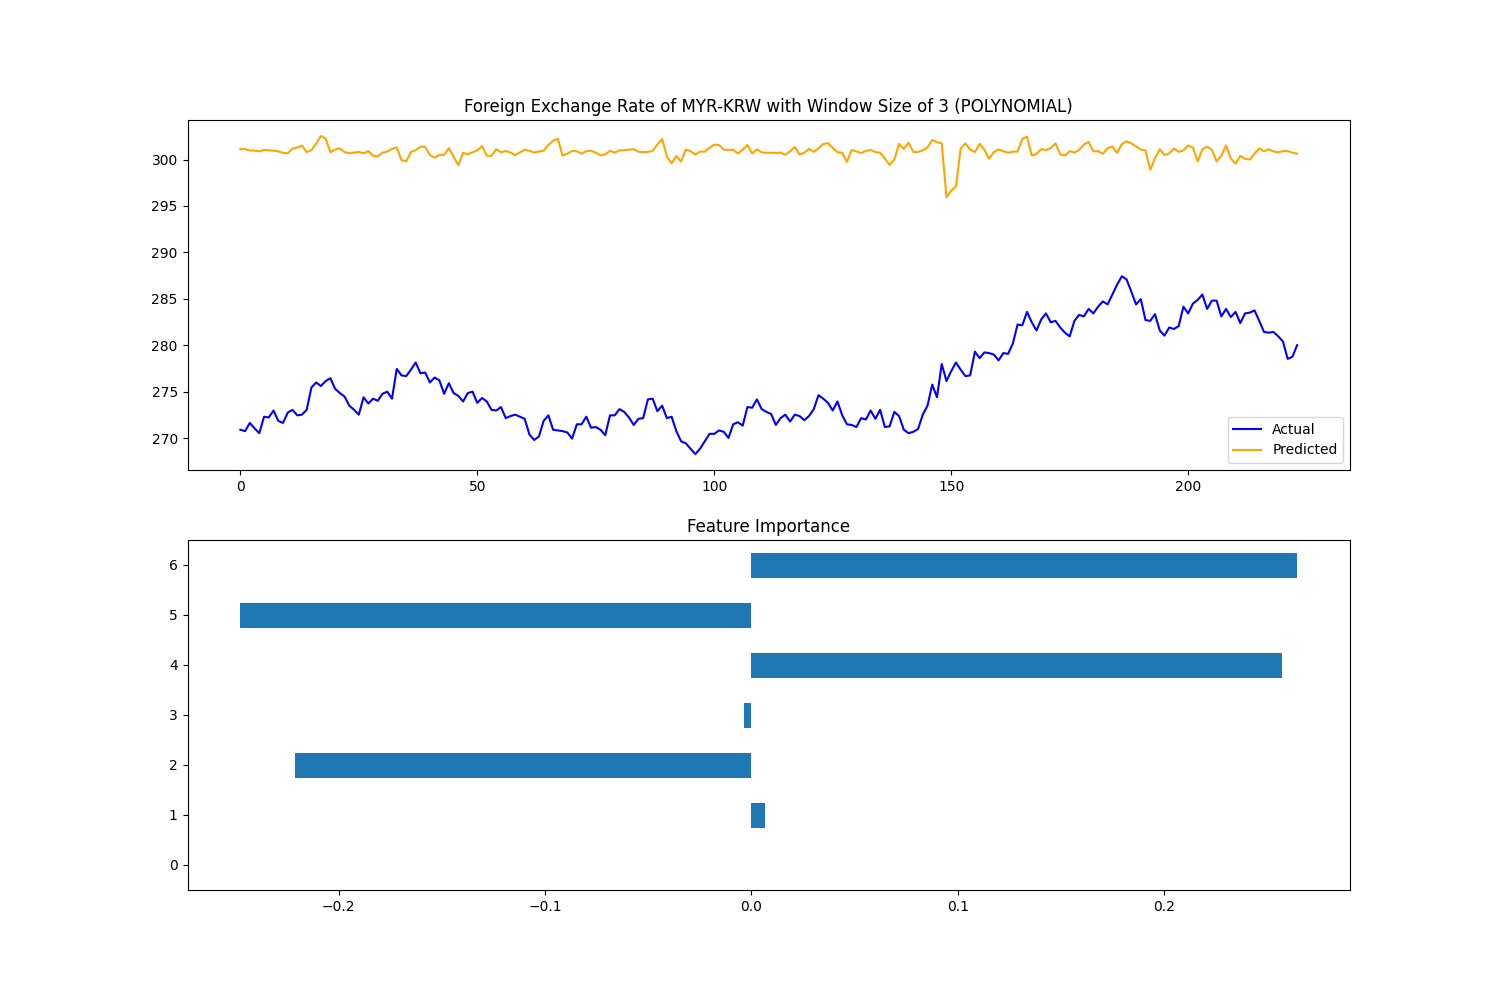 Foreign Exchange Rate of MYR-KRW with Window Size of 3 (POLYNOMIAL)
300
295
290
285
280
275
270
Actual
Predicted
0 50 100 150 200
Feature Importance
6
5
4
3
2
1
0
−0.2 −0.1 0.0 0.1 0.2